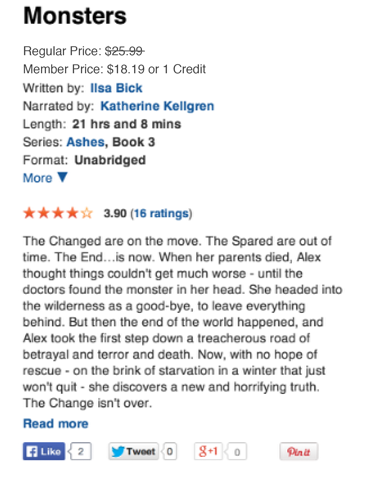 Monsters
Regular Price: $25.99
Member Price: $18.19 or 1 Credit
Written by: Ilsa Bick
Narrated by: Katherine Kellgren
Length: 21 hrs and 8 mins
Series: Ashes, Book 3
Format: Unabridged
More ▼
3.90 (16 ratings)
The Changed are on the move. The Spared are out of
time. The End...is now. When her parents died, Alex
thought things couldn't get much worse - until the
doctors found the monster in her head. She headed into
the wilderness as a good-bye, to leave everything
behind. But then the end of the world happened, and
Alex took the first step down a treacherous road of
betrayal and terror and death. Now, with no hope of
rescue - on the brink of starvation in a winter that just
won't quit - she discovers a new and horrifying truth.
The Change isn't over.
Read more
f Like 2 Tweet 0 g+1 0 Pin it